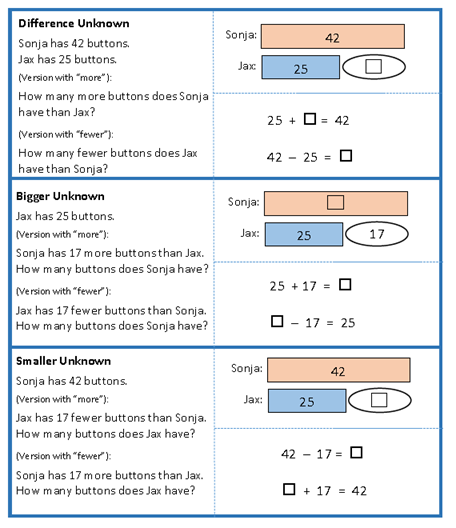 Difference Unknown
Sonja has 42 buttons.
Jax has 25 buttons.
(Version with "more"):
How many more buttons does Sonja
have than Jax?
(Version with "fewer"):
How many fewer buttons does Jax
have than Sonja?
Sonja: 42
Jax: 25 □
25 + □ = 42
42 − 25 = □
Bigger Unknown
Jax has 25 buttons.
(Version with "more"):
Sonja has 17 more buttons than Jax.
How many buttons does Sonja have?
(Version with "fewer"):
Jax has 17 fewer buttons than Sonja.
How many buttons does Sonja have?
Sonja: □
Jax: 25 17
25 + 17 = □
□ − 17 = 25
Smaller Unknown
Sonja has 42 buttons.
(Version with "more"):
Jax has 17 fewer buttons than Sonja.
How many buttons does Jax have?
(Version with "fewer"):
Sonja has 17 more buttons than Jax.
How many buttons does Jax have?
Sonja: 42
Jax: 25 □
42 − 17 = □
□ + 17 = 42